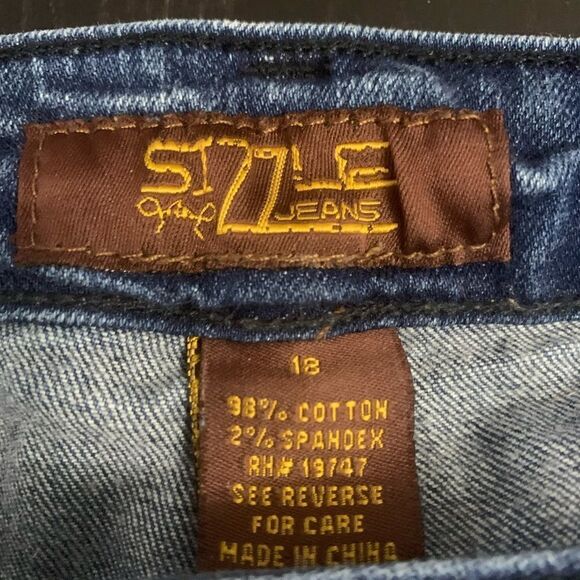 SIZZLE
JEANS
18
98% COTTON
2% SPANDEX
RN# 19747
SEE REVERSE
FOR CARE
MADE IN CHINA